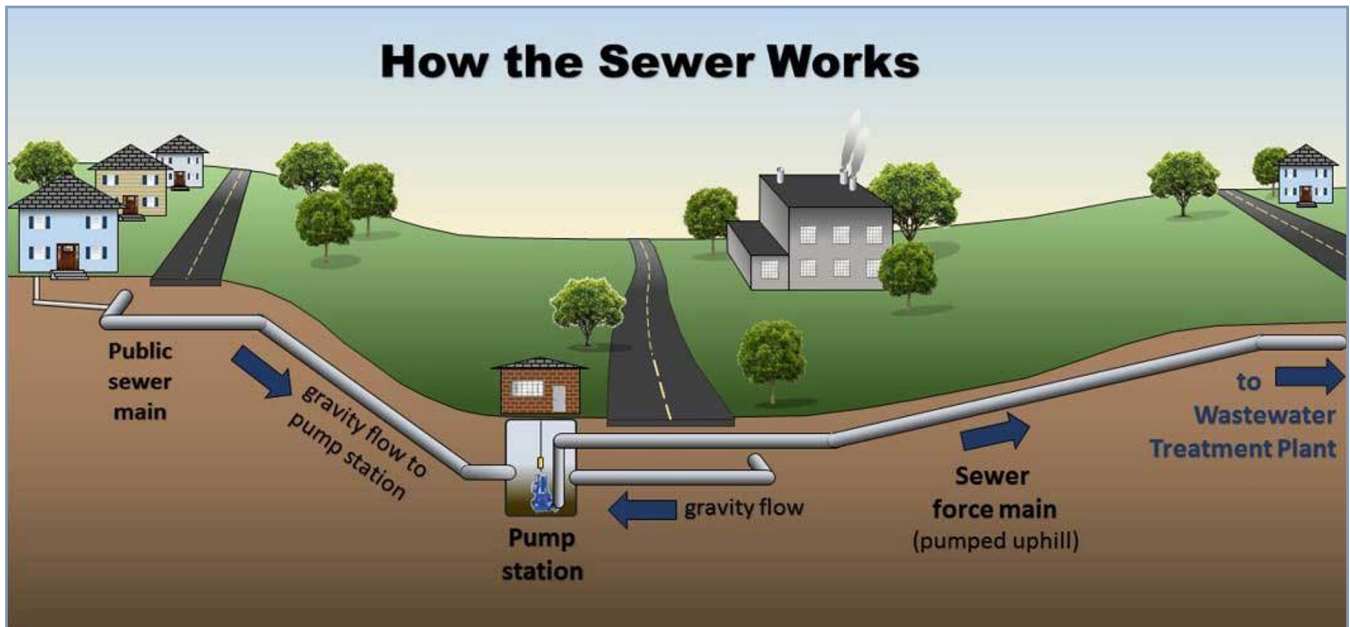 How the Sewer Works
Public
sewer
main
gravity flow to
pump station
Pump
station
gravity flow
Sewer
force main
(pumped uphill)
to
Wastewater
Treatment Plant